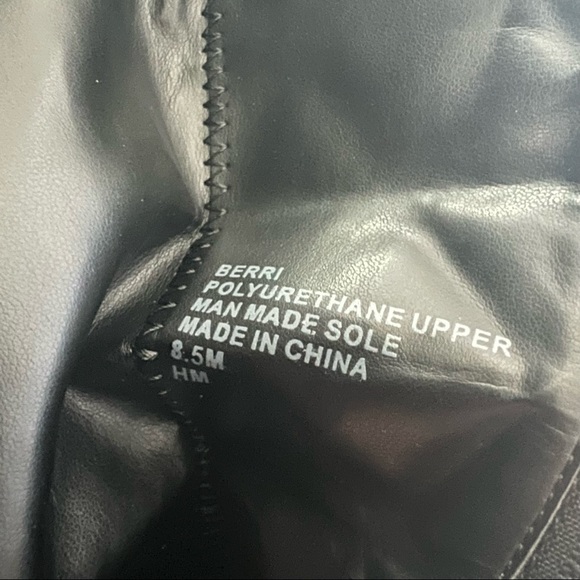 BERRI
POLYURETHANE UPPER
MAN MADE SOLE
MADE IN CHINA
8.5M
HM